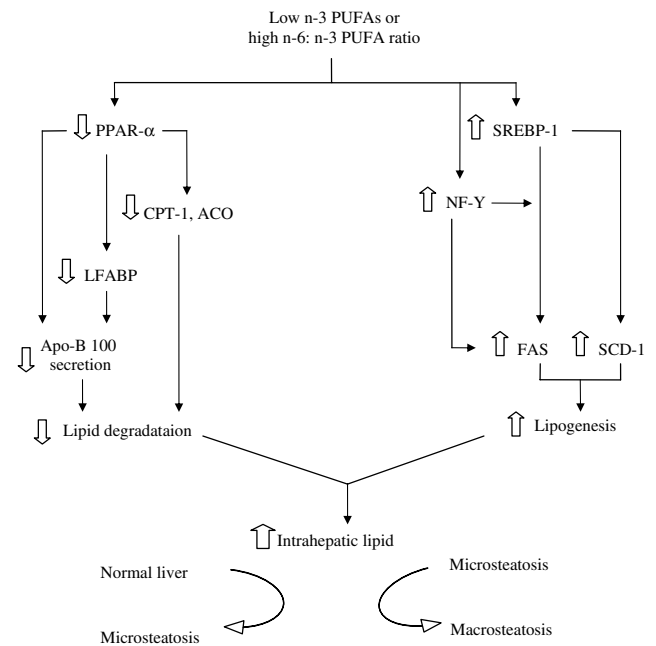 Low n-3 PUFAs or
high n-6: n-3 PUFA ratio
PPAR-α
SREBP-1
CPT-1, ACO
NF-Y
LFABP
Apo-B 100
secretion
FAS
SCD-1
Lipid degradataion
Lipogenesis
Intrahepatic lipid
Normal liver
Microsteatosis
Microsteatosis
Macrosteatosis